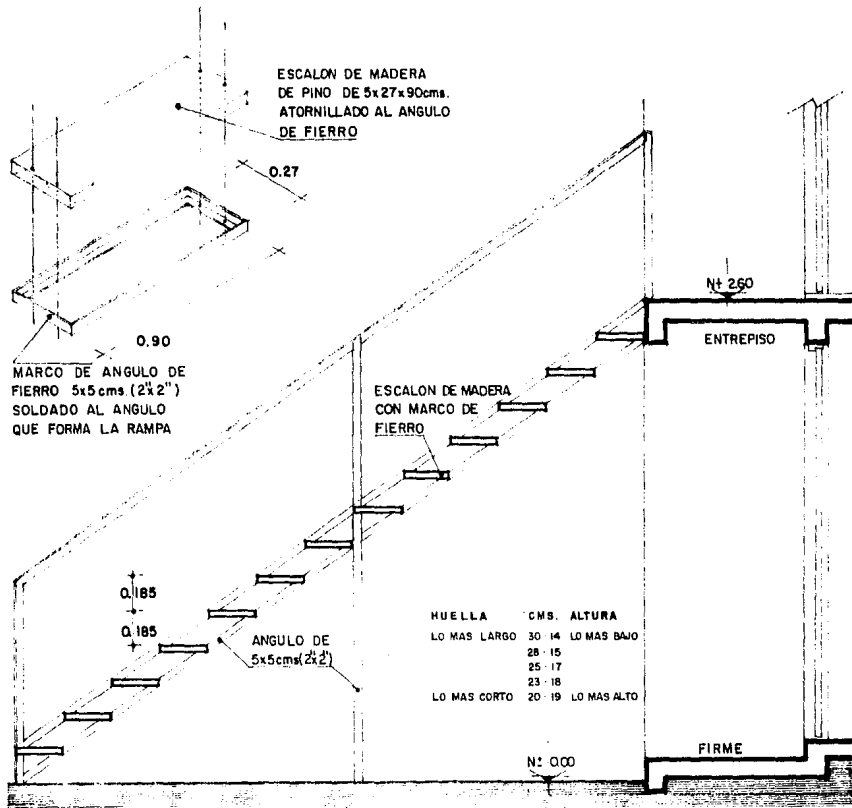 ESCALON DE MADERA
DE PINO DE 5x27x90cms.
ATORNILLADO AL ANGULO
DE FIERRO
0.27
0.90
MARCO DE ANGULO DE
FIERRO 5x5cms.(2"x2")
SOLDADO AL ANGULO
QUE FORMA LA RAMPA
N+ 2.60
ENTREPISO
ESCALON DE MADERA
CON MARCO DE
FIERRO
0.185
0.185
ANGULO DE
5x5cms(2"x2")
HUELLA CMS. ALTURA
LO MAS LARGO 30 · 14 LO MAS BAJO
28 · 15
25 · 17
23 · 18
LO MAS CORTO 20 · 19 LO MAS ALTO
FIRME
N± 0.00